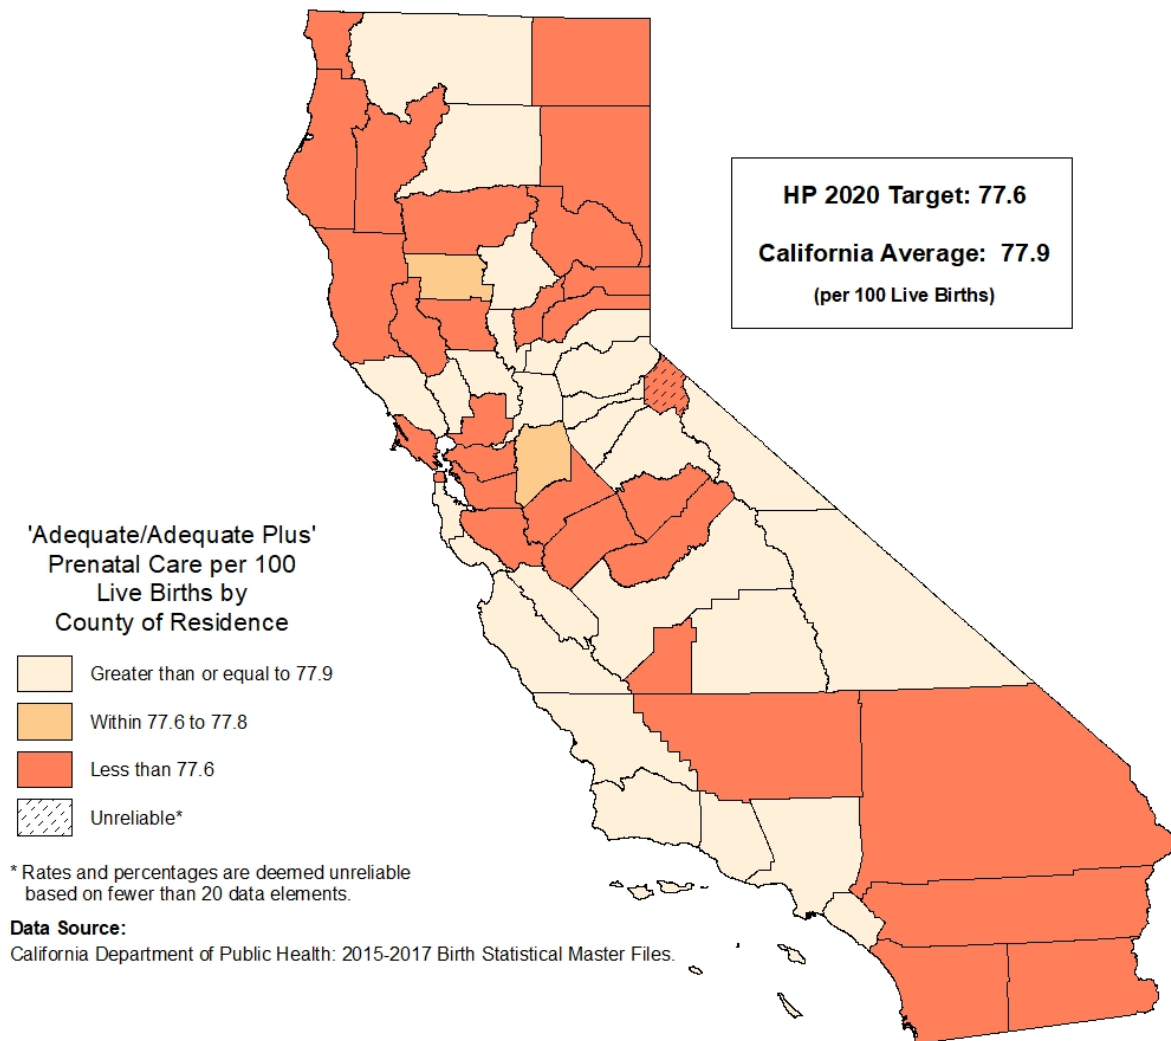 HP 2020 Target: 77.6
California Average: 77.9
(per 100 Live Births)
'Adequate/Adequate Plus'
Prenatal Care per 100
Live Births by
County of Residence
Greater than or equal to 77.9
Within 77.6 to 77.8
Less than 77.6
Unreliable*
* Rates and percentages are deemed unreliable
based on fewer than 20 data elements.
Data Source:
California Department of Public Health: 2015-2017 Birth Statistical Master Files.